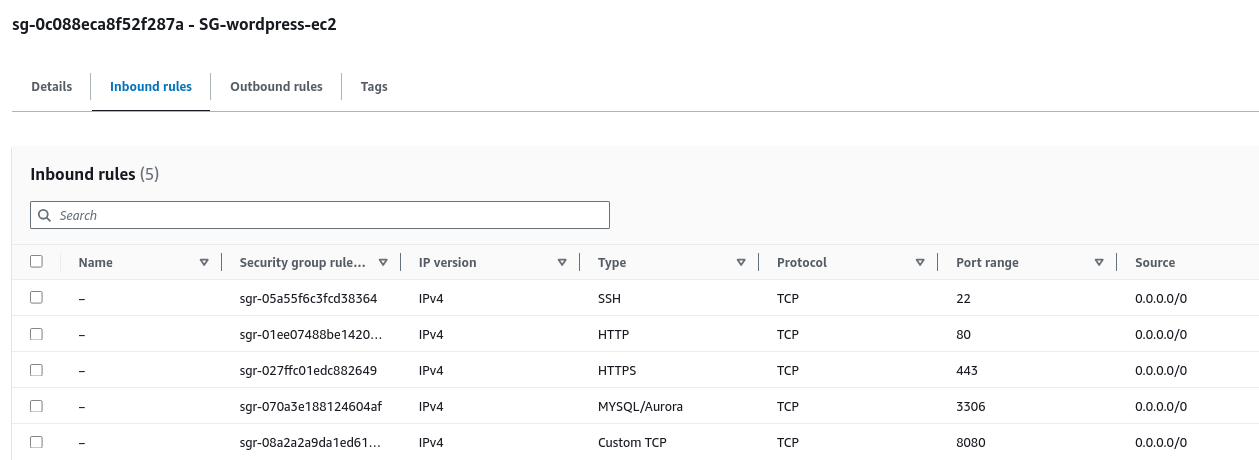 sg-0c088eca8f52f287a - SG-wordpress-ec2
Details Inbound rules Outbound rules Tags
Inbound rules (5)
Search
Name Security group rule... IP version Type Protocol Port range Source
– sgr-05a55f6c3fcd38364 IPv4 SSH TCP 22 0.0.0.0/0
– sgr-01ee07488be1420... IPv4 HTTP TCP 80 0.0.0.0/0
– sgr-027ffc01edc882649 IPv4 HTTPS TCP 443 0.0.0.0/0
– sgr-070a3e188124604af IPv4 MYSQL/Aurora TCP 3306 0.0.0.0/0
– sgr-08a2a2a9da1ed61... IPv4 Custom TCP TCP 8080 0.0.0.0/0